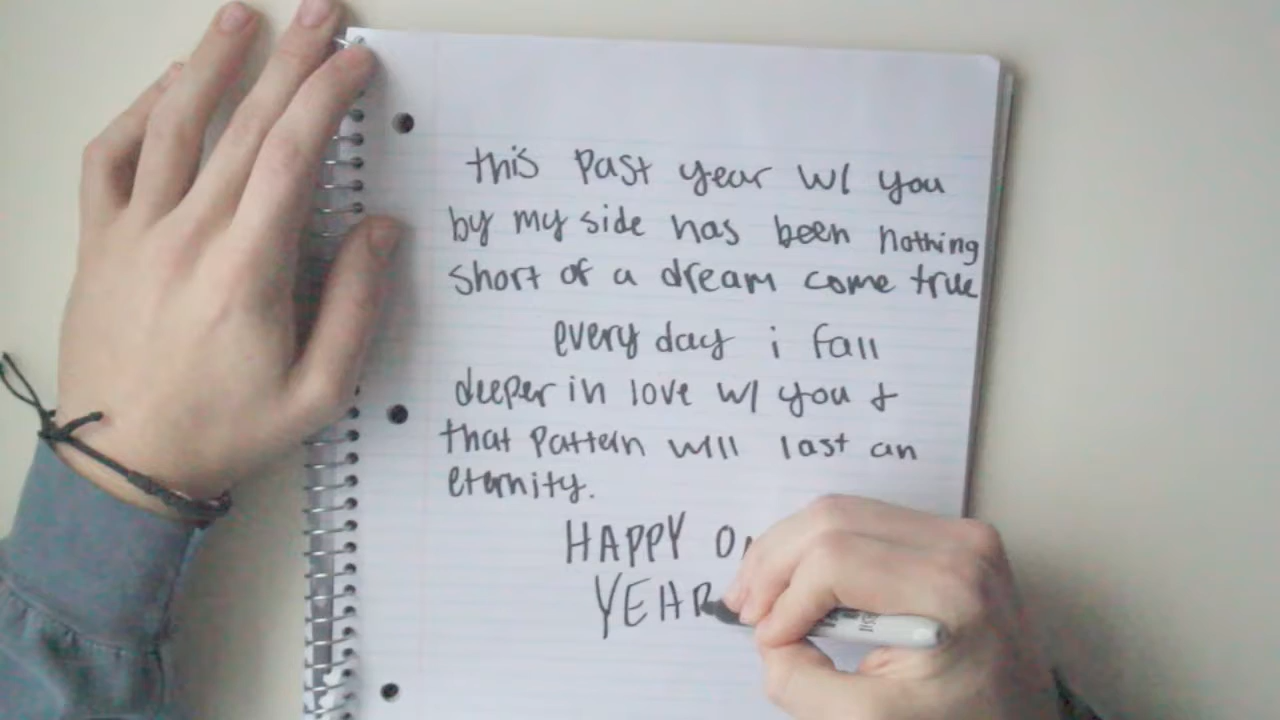 this past year w/ you
by my side has been nothing
short of a dream come true
every day i fall
deeper in love w/ you &
that pattern will last an
eternity.
HAPPY
YEAR